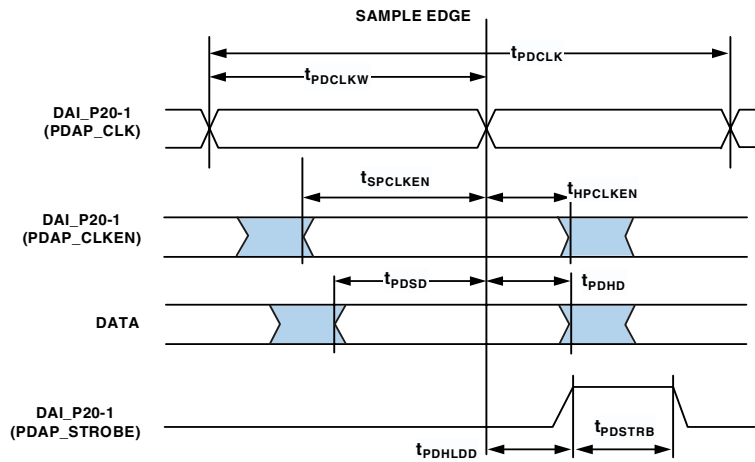 SAMPLE EDGE
tPDCLK
tPDCLKW
DAI_P20-1
(PDAP_CLK)
tSPCLKEN
tHPCLKEN
DAI_P20-1
(PDAP_CLKEN)
tPDSD
tPDHD
DATA
DAI_P20-1
(PDAP_STROBE)
tPDHLDD
tPDSTRB